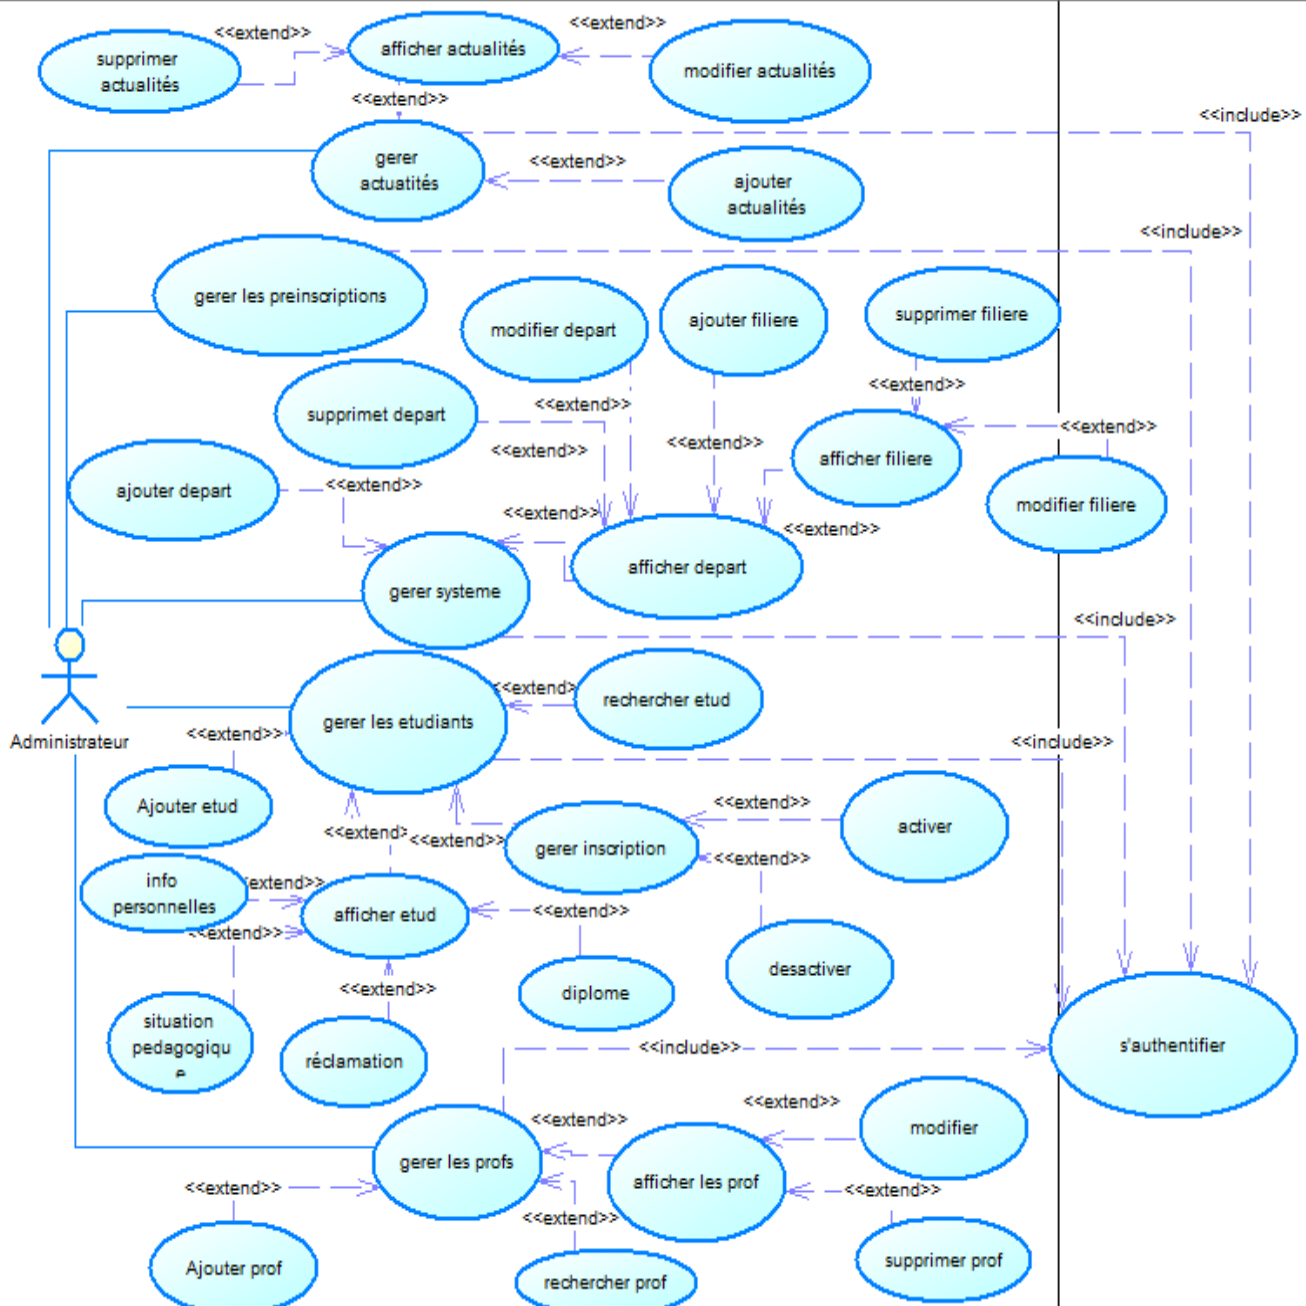 <<extend>>
<<extend>>
supprimer
actualités
afficher actualités
modifier actualités
<<extend>>
<<include>>
gerer
actuatités
<<extend>>
ajouter
actualités
<<include>>
gerer les preinscriptions
modifier depart
ajouter filiere
supprimer filiere
<<extend>>
supprimet depart
<<extend>>
<<extend>>
<<extend>>
<<extend>>
afficher filiere
ajouter depart
<<extend>>
modifier filiere
<<extend>>
<<extend>>
gerer systeme
afficher depart
<<include>>
<<extend>
rechercher etud
gerer les etudiants
<<extend>>
Administrateur
<<include>>
Ajouter etud
<<extend>>
activer
<<extend>
<<extend>>
gerer inscription
<<extend>>
info
personnelles
extend>>
afficher etud
<<extend>>
<<extend>>
desactiver
<<extend>>
diplome
situation
pedagogiqu
e
réclamation
<<include>>
s'authentifier
<<extend>>
<<extend>>
modifier
gerer les profs
afficher les prof
<<extend>>
<<extend>>
<<extend>>
Ajouter prof
rechercher prof
supprimer prof